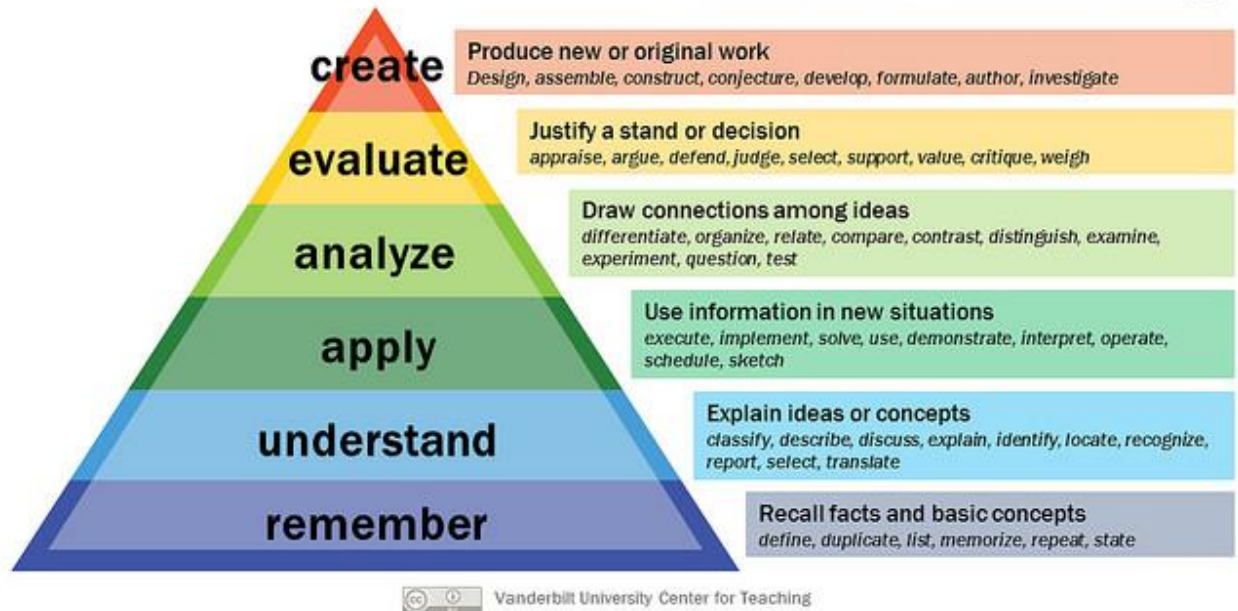 create
Produce new or original work
Design, assemble, construct, conjecture, develop, formulate, author, investigate
evaluate
Justify a stand or decision
appraise, argue, defend, judge, select, support, value, critique, weigh
analyze
Draw connections among ideas
differentiate, organize, relate, compare, contrast, distinguish, examine,
experiment, question, test
apply
Use information in new situations
execute, implement, solve, use, demonstrate, interpret, operate,
schedule, sketch
understand
Explain ideas or concepts
classify, describe, discuss, explain, identify, locate, recognize,
report, select, translate
remember
Recall facts and basic concepts
define, duplicate, list, memorize, repeat, state
cc
Vanderbilt University Center for Teaching